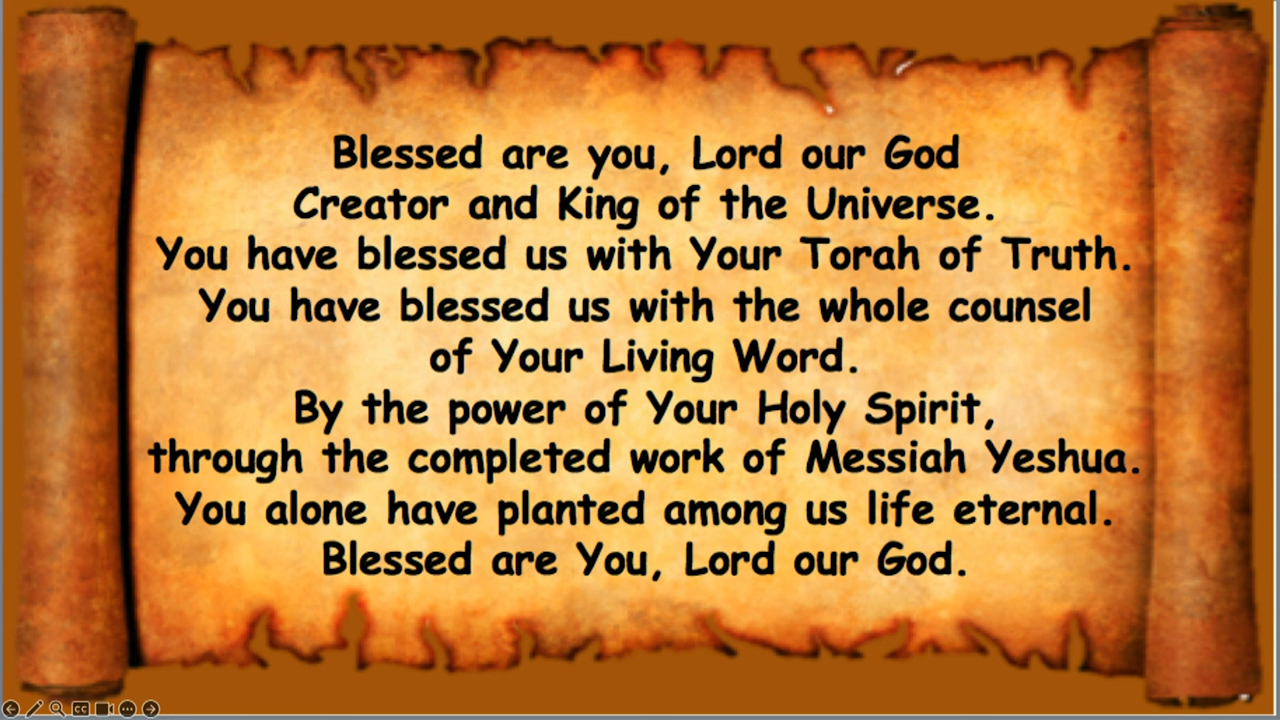 Blessed are you, Lord our God
Creator and King of the Universe.
You have blessed us with Your Torah of Truth.
You have blessed us with the whole counsel
of Your Living Word.
By the power of Your Holy Spirit,
through the completed work of Messiah Yeshua.
You alone have planted among us life eternal.
Blessed are You, Lord our God.
CC